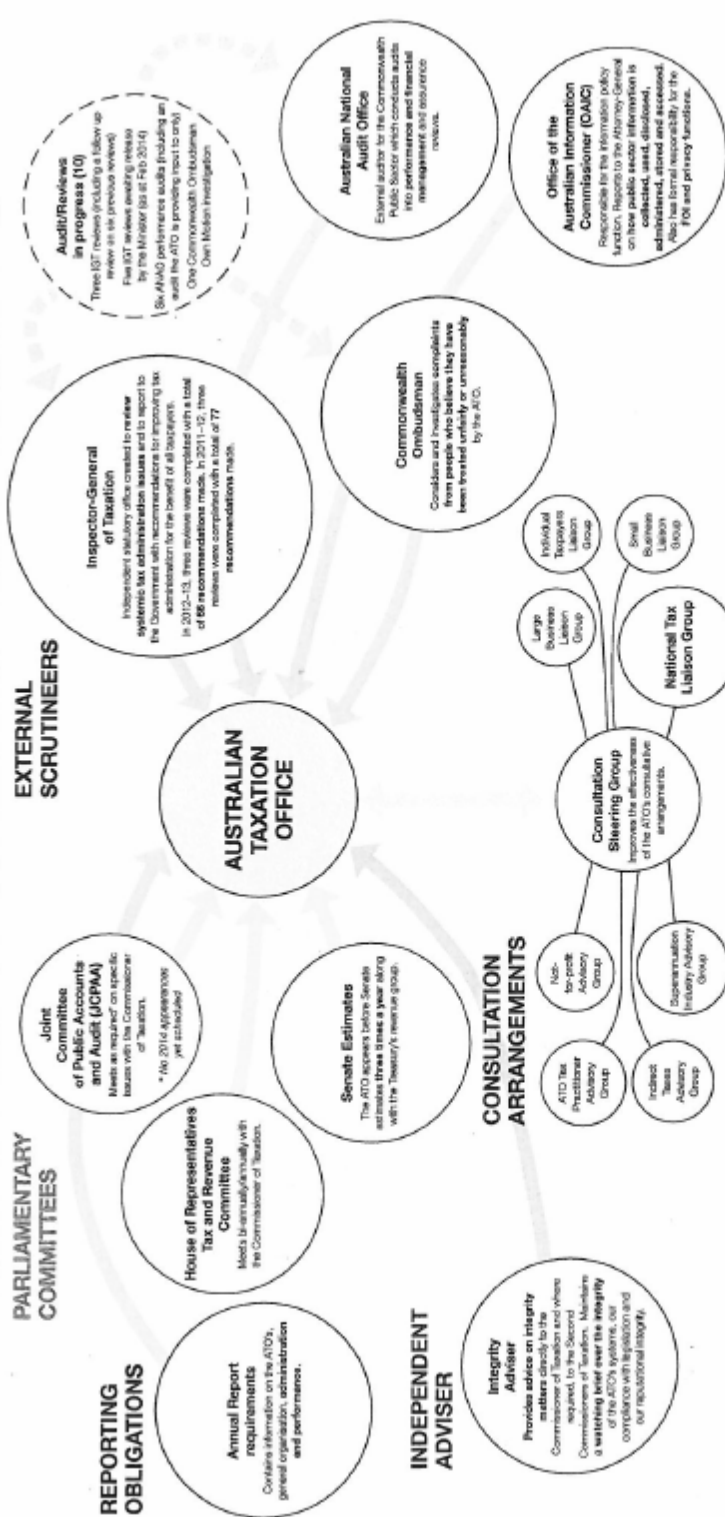 PARLIAMENTARY
COMMITTEES
REPORTING
OBLIGATIONS
Annual Report
requirements
Contains information on the ATO's,
general organisation, administration
and performance.
House of Representatives
Tax and Revenue
Committee
Meets bi-annually/annually with
the Commissioner of Taxation.
Joint
Committee
of Public Accounts
and Audit (JCPAA)
Meets as required* on specific
issues with the Commissioner
of Taxation.
* No 2014 appearances
yet scheduled
Senate Estimates
The ATO appears before Senate
estimates three times a year along
with the Treasury's revenue group.
INDEPENDENT
ADVISER
Integrity
Adviser
Provides advice on integrity
matters directly to the
Commissioner of Taxation and where
required, to the Second
Commissioners of Taxation. Maintains
a watching brief over the integrity
of the ATO's systems, our
compliance with legislation and
our reputational integrity.
AUSTRALIAN
TAXATION
OFFICE
EXTERNAL
SCRUTINEERS
Inspector-General
of Taxation
Independent statutory office created to review
systemic tax administration issues and to report to
the Government with recommendations for improving tax
administration for the benefit of all taxpayers.
In 2012–13, three reviews were completed with a total
of 66 recommendations made. In 2011–12, three
reviews were completed with a total of 77
recommendations made.
Audit/Reviews
in progress (10)
Three IGT reviews (including a follow up
review on six previous reviews)
Five IGT reviews awaiting release
by the Minister (as at Feb 2014)
Six ANAO performance audits (including an
audit the ATO is providing input to only)
One Commonwealth Ombudsman
Own Motion investigation
Australian National
Audit Office
External auditor for the Commonwealth
Public Sector which conducts audits
into performance and financial
management and assurance
reviews.
Commonwealth
Ombudsman
Considers and investigates complaints
from people who believe they have
been treated unfairly or unreasonably
by the ATO.
Office of the
Australian Information
Commissioner (OAIC)
Responsible for the information policy
function. Reports to the Attorney-General
on how public sector information is
collected, used, disclosed,
administered, stored and accessed.
Also has formal responsibility for the
FOI and privacy functions.
CONSULTATION
ARRANGEMENTS
ATO Tax
Practitioner
Advisory
Group
Not-
for-profit
Advisory
Group
Indirect
Taxes
Advisory
Group
Superannuation
Industry Advisory
Group
Consultation
Steering Group
Improves the effectiveness
of the ATO's consultative
arrangements.
Large
Business
Liaison
Group
Individual
Taxpayers
Liaison
Group
National Tax
Liaison Group
Small
Business
Liaison
Group